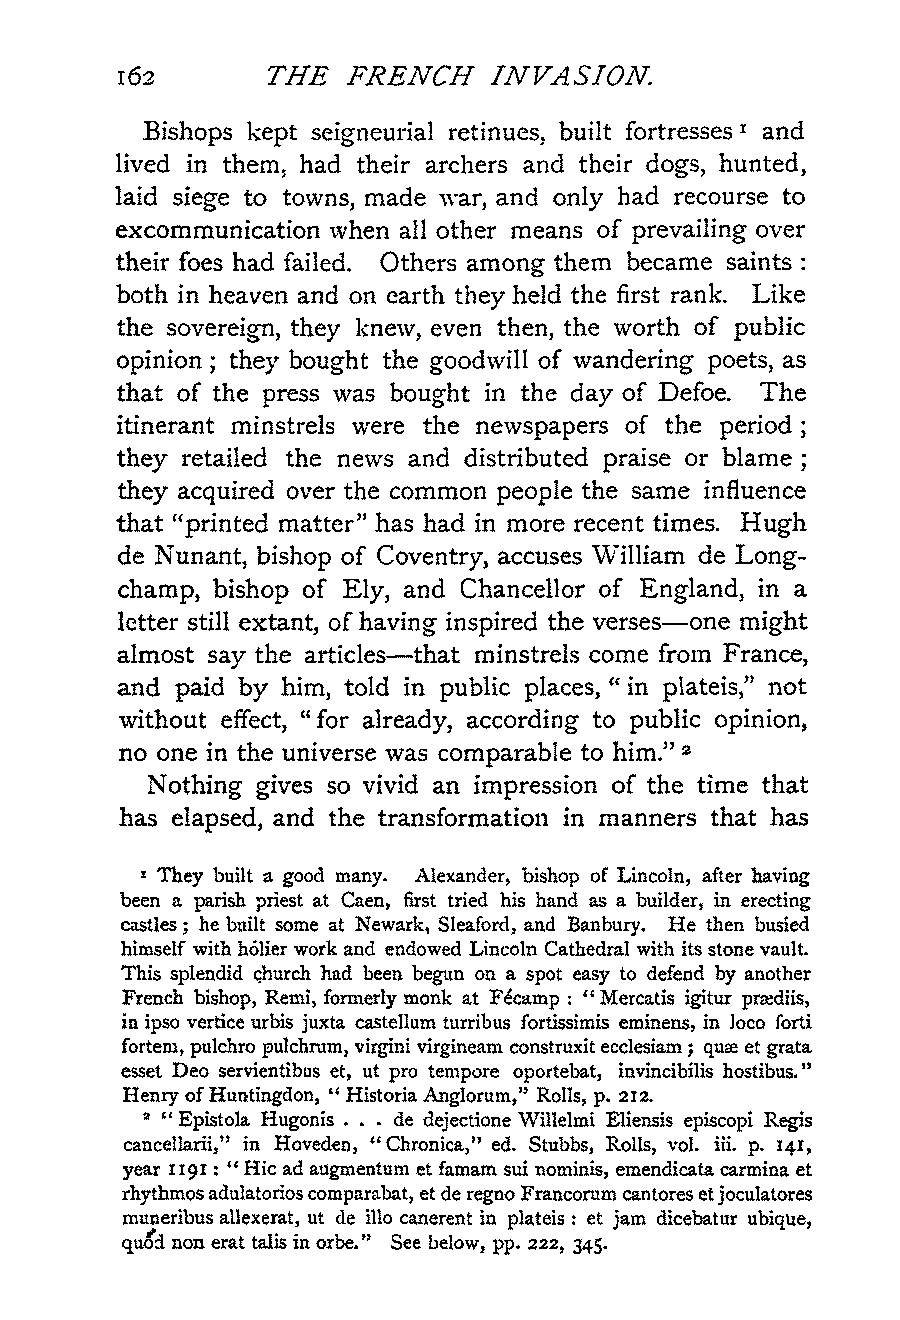 162 THE FRENCH INVASION.
Bishops kept seigneurial retinues, built fortresses ¹ and
lived in them, had their archers and their dogs, hunted,
laid siege to towns, made war, and only had recourse to
excommunication when all other means of prevailing over
their foes had failed. Others among them became saints :
both in heaven and on earth they held the first rank. Like
the sovereign, they knew, even then, the worth of public
opinion ; they bought the goodwill of wandering poets, as
that of the press was bought in the day of Defoe. The
itinerant minstrels were the newspapers of the period ;
they retailed the news and distributed praise or blame ;
they acquired over the common people the same influence
that "printed matter" has had in more recent times. Hugh
de Nunant, bishop of Coventry, accuses William de Long-
champ, bishop of Ely, and Chancellor of England, in a
letter still extant, of having inspired the verses—one might
almost say the articles—that minstrels come from France,
and paid by him, told in public places, " in plateis," not
without effect, " for already, according to public opinion,
no one in the universe was comparable to him." ²
Nothing gives so vivid an impression of the time that
has elapsed, and the transformation in manners that has
¹ They built a good many. Alexander, bishop of Lincoln, after having
been a parish priest at Caen, first tried his hand as a builder, in erecting
castles ; he built some at Newark, Sleaford, and Banbury. He then busied
himself with hólier work and endowed Lincoln Cathedral with its stone vault.
This splendid church had been begun on a spot easy to defend by another
French bishop, Remi, formerly monk at Fécamp : " Mercatis igitur prædiis,
in ipso vertice urbis juxta castellum turribus fortissimis eminens, in loco forti
fortem, pulchro pulchrum, virgini virgineam construxit ecclesiam ; quæ et grata
esset Deo servientibus et, ut pro tempore oportebat, invincibilis hostibus."
Henry of Huntingdon, " Historia Anglorum," Rolls, p. 212.
² " Epistola Hugonis . . . de dejectione Willelmi Eliensis episcopi Regis
cancellarii," in Hoveden, " Chronica," ed. Stubbs, Rolls, vol. iii. p. 141,
year 1191 : " Hic ad augmentum et famam sui nominis, emendicata carmina et
rhythmos adulatorios comparabat, et de regno Francorum cantores et joculatores
muneribus allexerat, ut de illo canerent in plateis : et jam dicebatur ubique,
quód non erat talis in orbe." See below, pp. 222, 345.